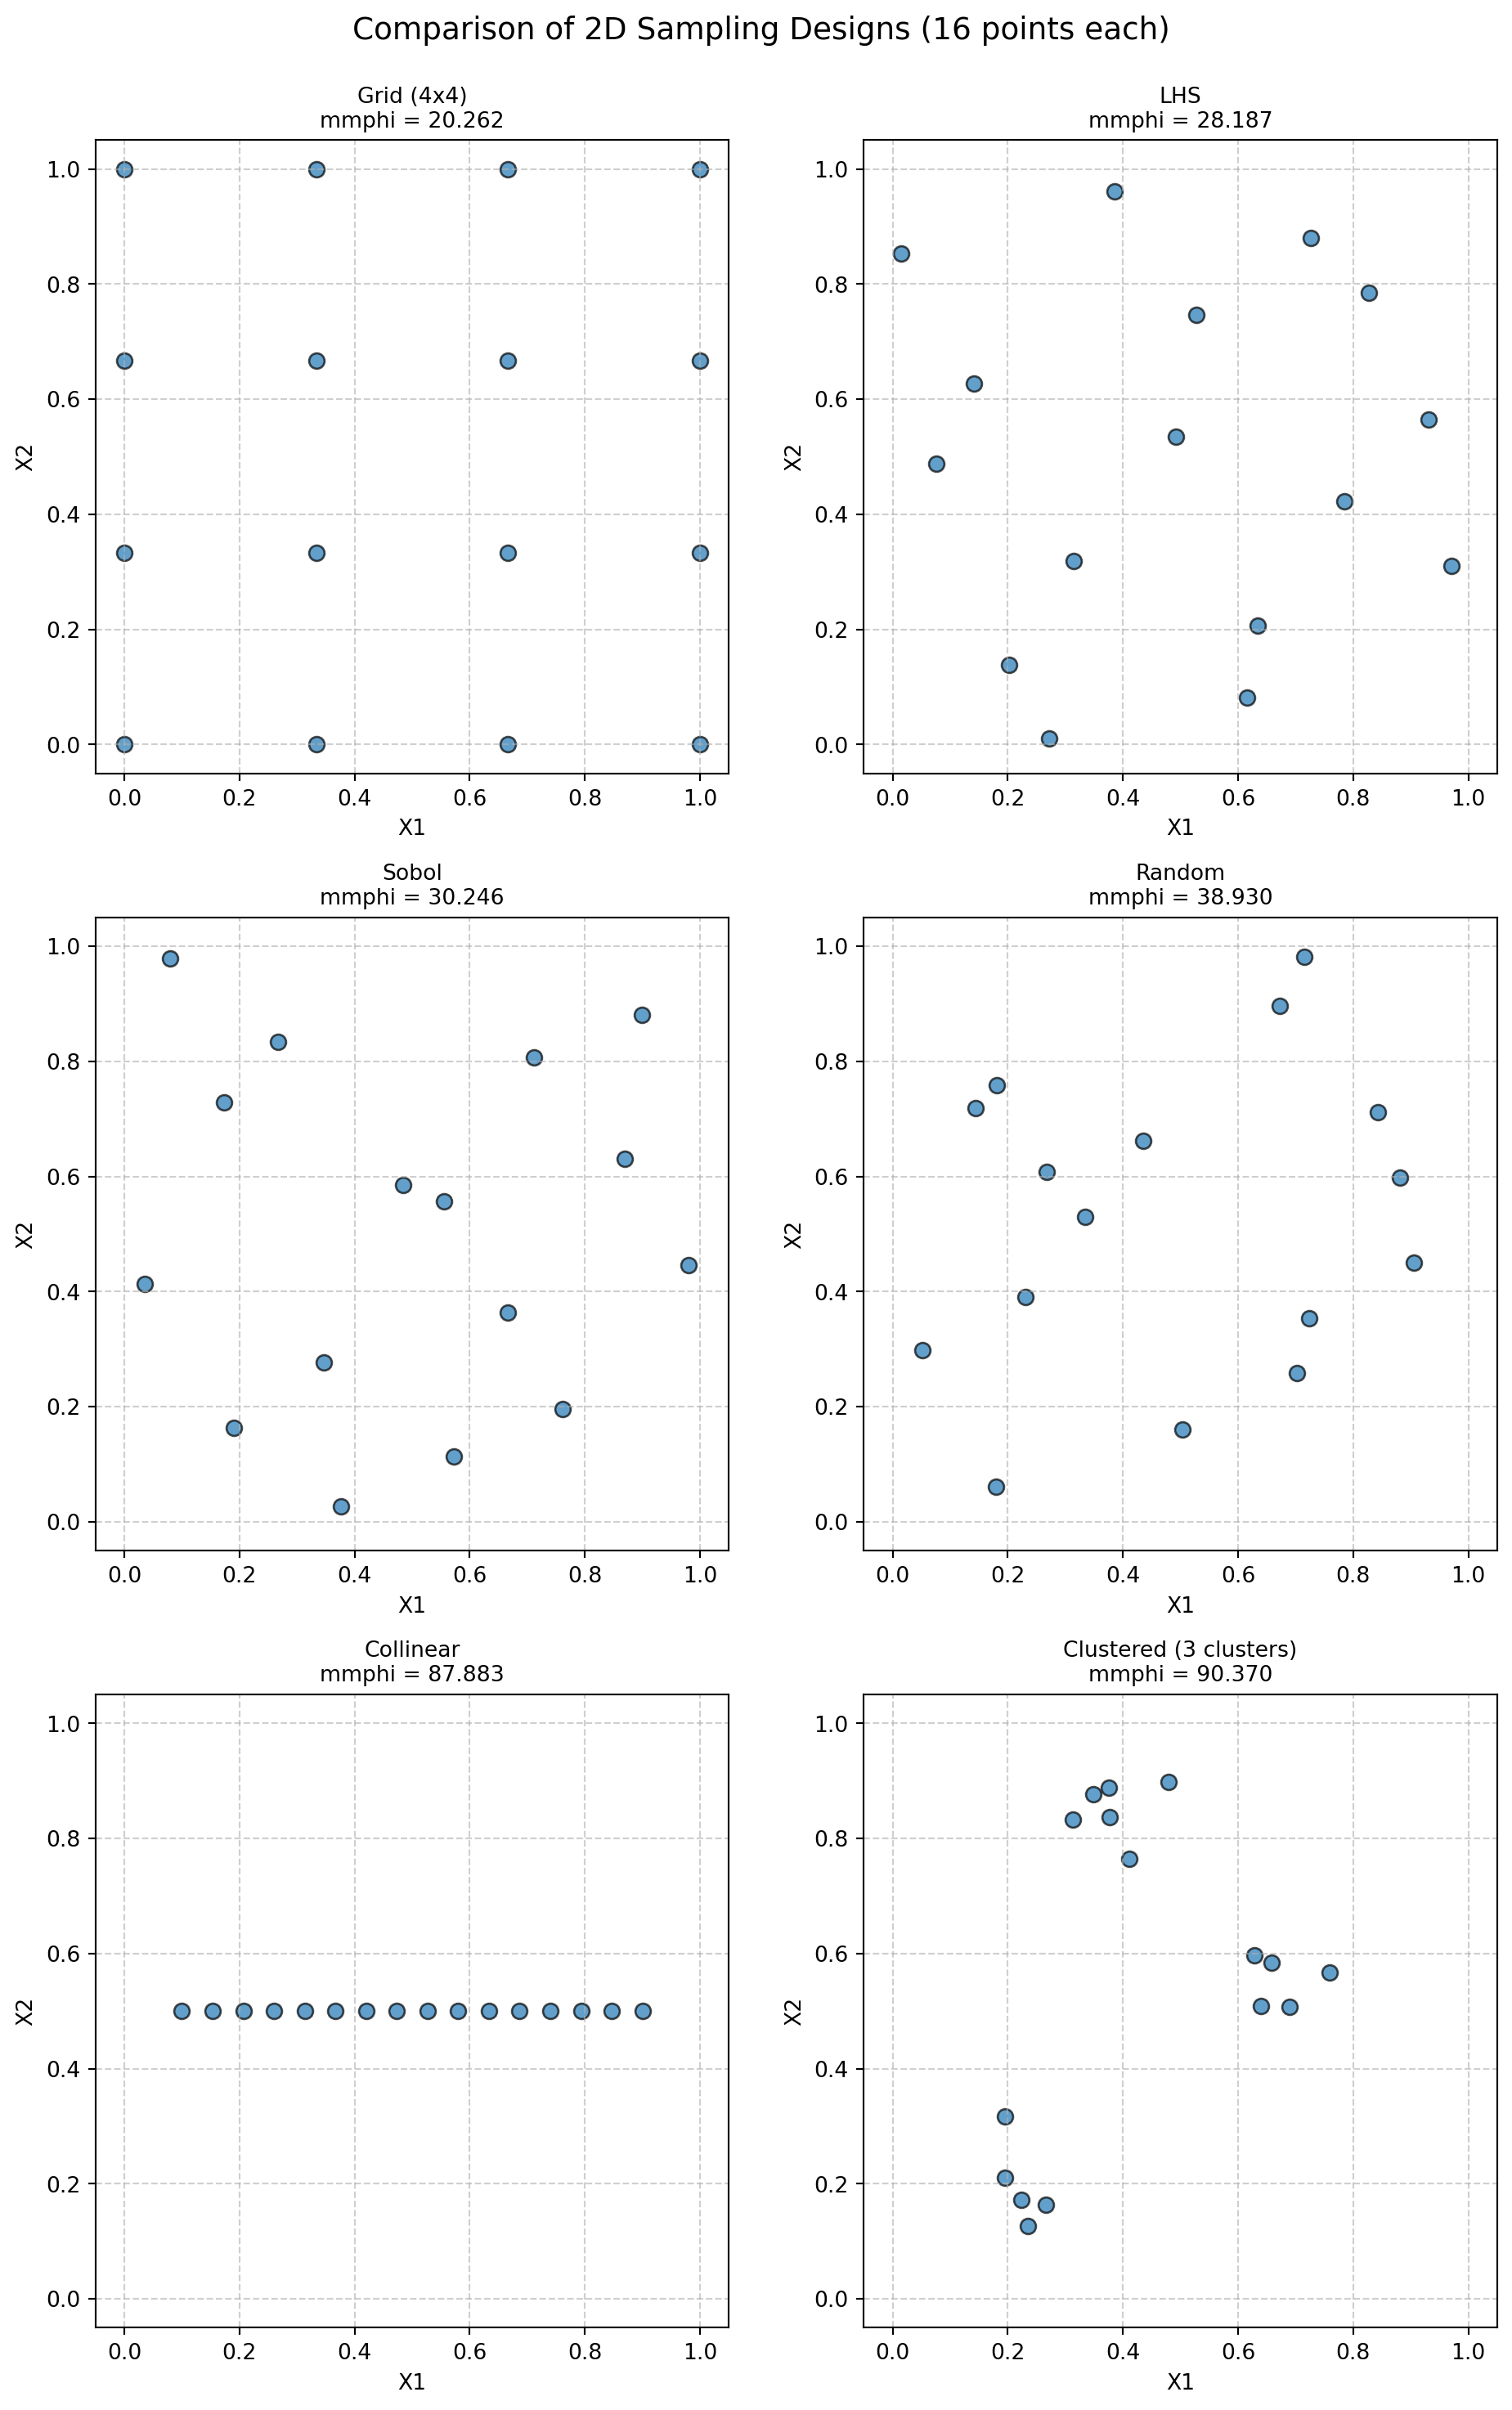 Comparison of 2D Sampling Designs (16 points each)
Grid (4x4)
mmphi = 20.262
1.0
0.8
0.6
0.4
0.2
0.0
X2
0.0 0.2 0.4 0.6 0.8 1.0
X1
LHS
mmphi = 28.187
1.0
0.8
0.6
0.4
0.2
0.0
X2
0.0 0.2 0.4 0.6 0.8 1.0
X1
Sobol
mmphi = 30.246
1.0
0.8
0.6
0.4
0.2
0.0
X2
0.0 0.2 0.4 0.6 0.8 1.0
X1
Random
mmphi = 38.930
1.0
0.8
0.6
0.4
0.2
0.0
X2
0.0 0.2 0.4 0.6 0.8 1.0
X1
Collinear
mmphi = 87.883
1.0
0.8
0.6
0.4
0.2
0.0
X2
0.0 0.2 0.4 0.6 0.8 1.0
X1
Clustered (3 clusters)
mmphi = 90.370
1.0
0.8
0.6
0.4
0.2
0.0
X2
0.0 0.2 0.4 0.6 0.8 1.0
X1